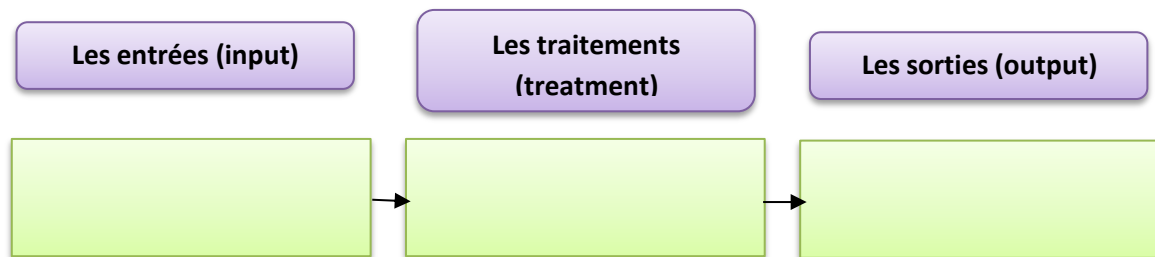 Les entrées (input)
Les traitements
(treatment)
Les sorties (output)